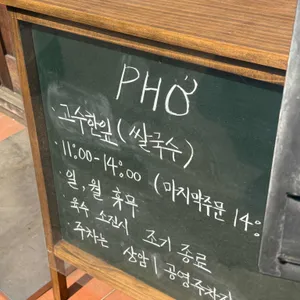 PHỞ
· 고수한잎 (쌀국수)
· 11:00-14:00 (마지막주문 14:
· 일, 월 휴무
· 육수 소진시 조기 종료
· 주차는 상암1공영주차